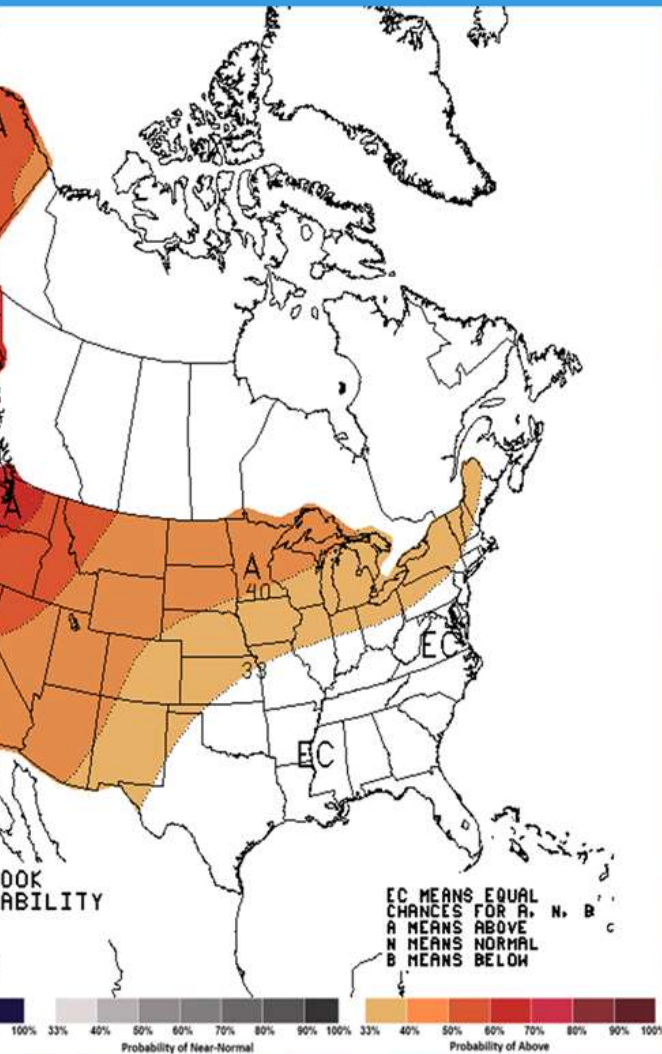 A
A
A
40
EC
33
EC
OOK
ABILITY
EC MEANS EQUAL
CHANCES FOR A, N, B
A MEANS ABOVE
N MEANS NORMAL
B MEANS BELOW
C
100% 33% 40% 50% 60% 70% 80% 90% 100% 33% 40% 50% 60% 70% 80% 90% 100%
Probability of Near-Normal Probability of Above